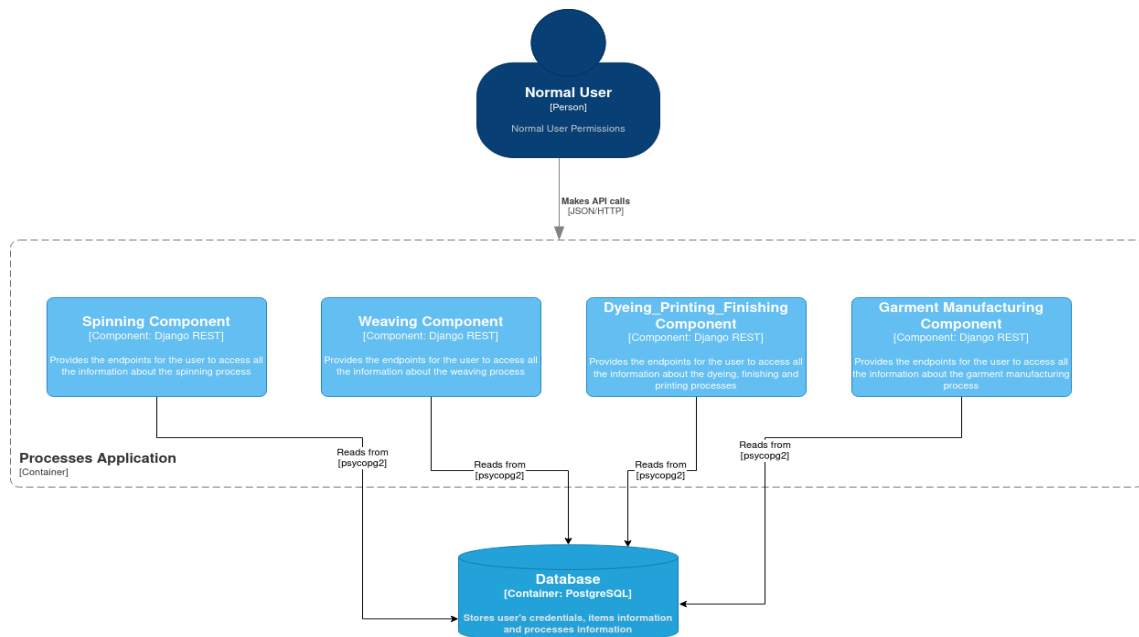 Normal User
[Person]
Normal User Permissions
Makes API calls
[JSON/HTTP]
Spinning Component
[Component: Django REST]
Provides the endpoints for the user to access all
the information about the spinning process
Weaving Component
[Component: Django REST]
Provides the endpoints for the user to access all
the information about the weaving process
Dyeing_Printing_Finishing
Component
[Component: Django REST]
Provides the endpoints for the user to access all
the information about the dyeing, finishing and
printing processes
Garment Manufacturing
Component
[Component: Django REST]
Provides the endpoints for the user to access all
the information about the garment manufacturing
process
Processes Application
[Container]
Reads from
[psycopg2]
Reads from
[psycopg2]
Reads from
[psycopg2]
Reads from
[psycopg2]
Database
[Container: PostgreSQL]
Stores user's credentials, items information
and processes information